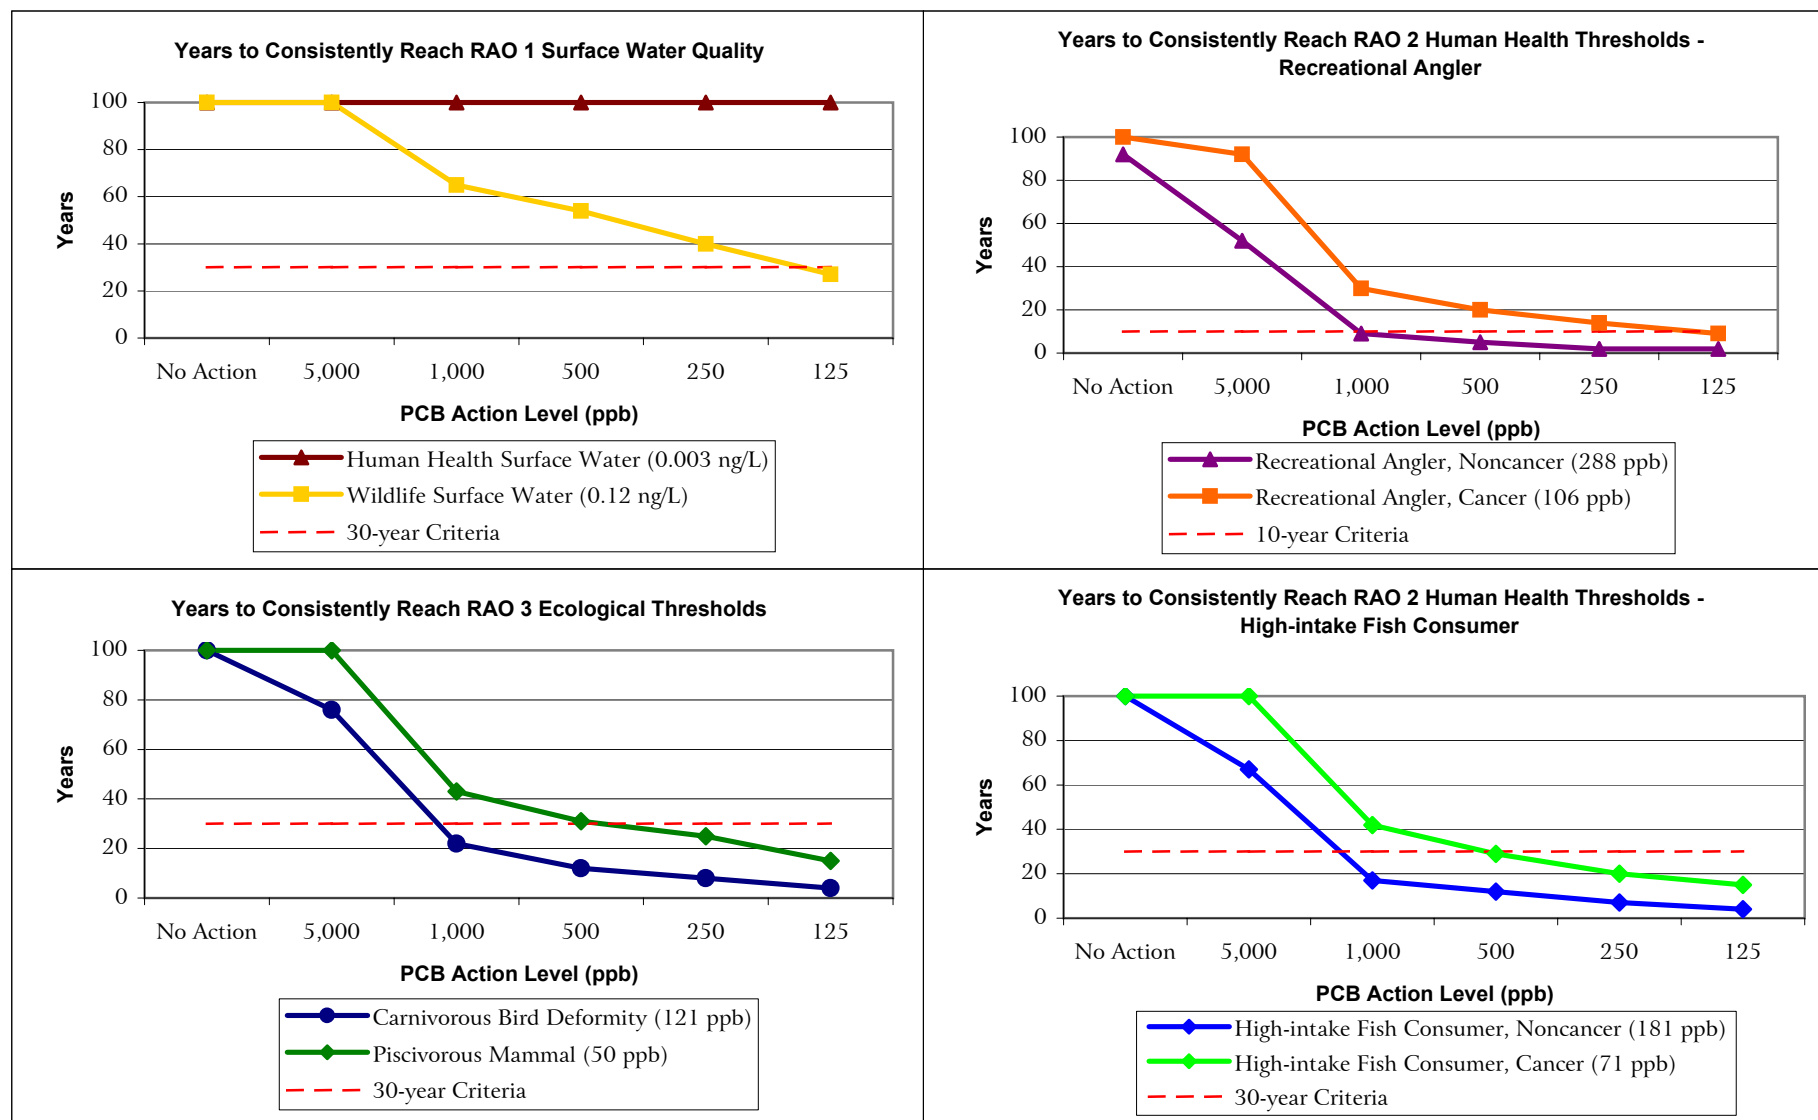 Years to Consistently Reach RAO 1 Surface Water Quality
100
80
60
40
20
0
Years
No Action 5,000 1,000 500 250 125
PCB Action Level (ppb)
Human Health Surface Water (0.003 ng/L)
Wildlife Surface Water (0.12 ng/L)
30-year Criteria
Years to Consistently Reach RAO 2 Human Health Thresholds -
Recreational Angler
100
80
60
40
20
0
Years
No Action 5,000 1,000 500 250 125
PCB Action Level (ppb)
Recreational Angler, Noncancer (288 ppb)
Recreational Angler, Cancer (106 ppb)
10-year Criteria
Years to Consistently Reach RAO 3 Ecological Thresholds
100
80
60
40
20
0
Years
No Action 5,000 1,000 500 250 125
PCB Action Level (ppb)
Carnivorous Bird Deformity (121 ppb)
Piscivorous Mammal (50 ppb)
30-year Criteria
Years to Consistently Reach RAO 2 Human Health Thresholds -
High-intake Fish Consumer
100
80
60
40
20
0
Years
No Action 5,000 1,000 500 250 125
PCB Action Level (ppb)
High-intake Fish Consumer, Noncancer (181 ppb)
High-intake Fish Consumer, Cancer (71 ppb)
30-year Criteria